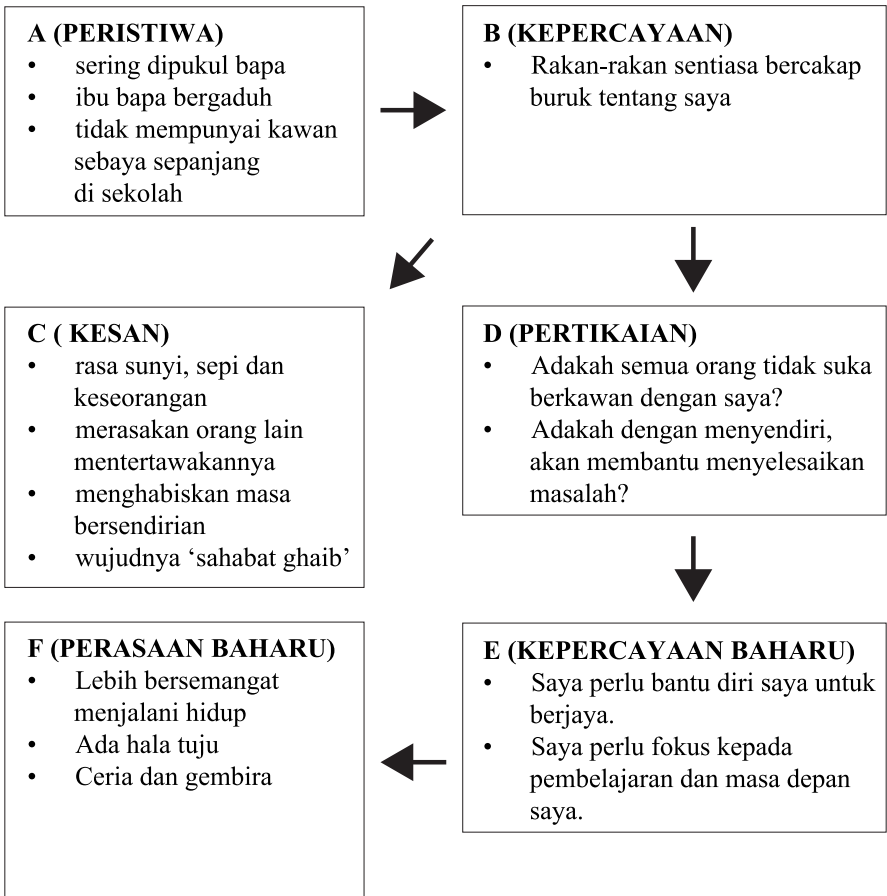 A (PERISTIWA)
• sering dipukul bapa
• ibu bapa bergaduh
• tidak mempunyai kawan
sebaya sepanjang
di sekolah
B (KEPERCAYAAN)
• Rakan-rakan sentiasa bercakap
buruk tentang saya
C ( KESAN)
• rasa sunyi, sepi dan
keseorangan
• merasakan orang lain
mentertawakannya
• menghabiskan masa
bersendirian
• wujudnya ‘sahabat ghaib’
D (PERTIKAIAN)
• Adakah semua orang tidak suka
berkawan dengan saya?
• Adakah dengan menyendiri,
akan membantu menyelesaikan
masalah?
F (PERASAAN BAHARU)
• Lebih bersemangat
menjalani hidup
• Ada hala tuju
• Ceria dan gembira
E (KEPERCAYAAN BAHARU)
• Saya perlu bantu diri saya untuk
berjaya.
• Saya perlu fokus kepada
pembelajaran dan masa depan
saya.